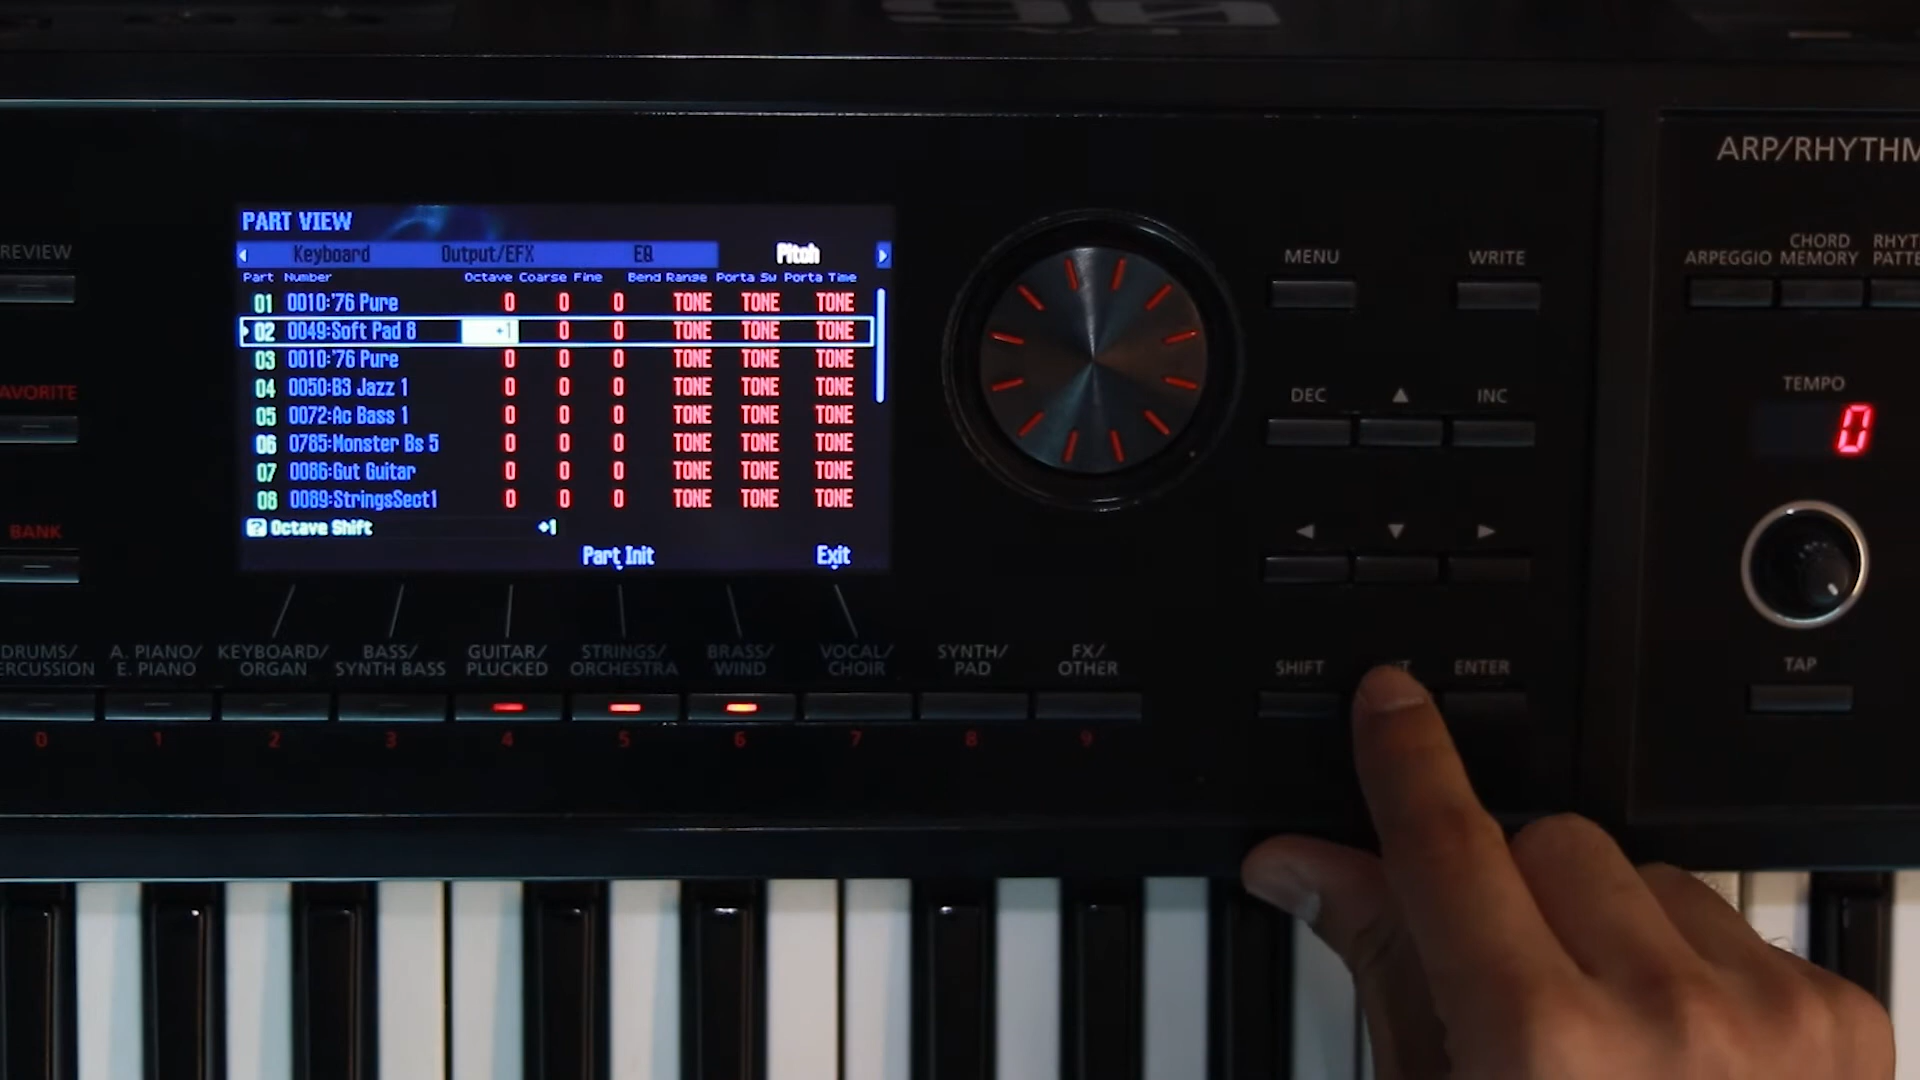 PART VIEW
Keyboard Output/EFX EQ Pitch
Part Number Octave Coarse Fine Bend Range Porta Sw Porta Time
01 0010:'76 Pure 0 0 0 TONE TONE TONE
02 0049:Soft Pad 8 +1 0 0 TONE TONE TONE
03 0010:'76 Pure 0 0 0 TONE TONE TONE
04 0050:B3 Jazz 1 0 0 0 TONE TONE TONE
05 0072:Ac Bass 1 0 0 0 TONE TONE TONE
06 0785:Monster Bs 5 0 0 0 TONE TONE TONE
07 0086:Gut Guitar 0 0 0 TONE TONE TONE
08 0089:StringsSect1 0 0 0 TONE TONE TONE
Octave Shift +1
Part Init Exit
REVIEW
AVORITE
BANK
DRUMS/
ERCUSSION
A. PIANO/
E. PIANO
KEYBOARD/
ORGAN
BASS/
SYNTH BASS
GUITAR/
PLUCKED
STRINGS/
ORCHESTRA
BRASS/
WIND
VOCAL/
CHOIR
SYNTH/
PAD
FX/
OTHER
0 1 2 3 4 5 6 7 8 9
MENU WRITE
DEC INC
SHIFT ENTER
ARP/RHYTHM
ARPEGGIO
CHORD
MEMORY
RHYT
PATTE
TEMPO
0
TAP